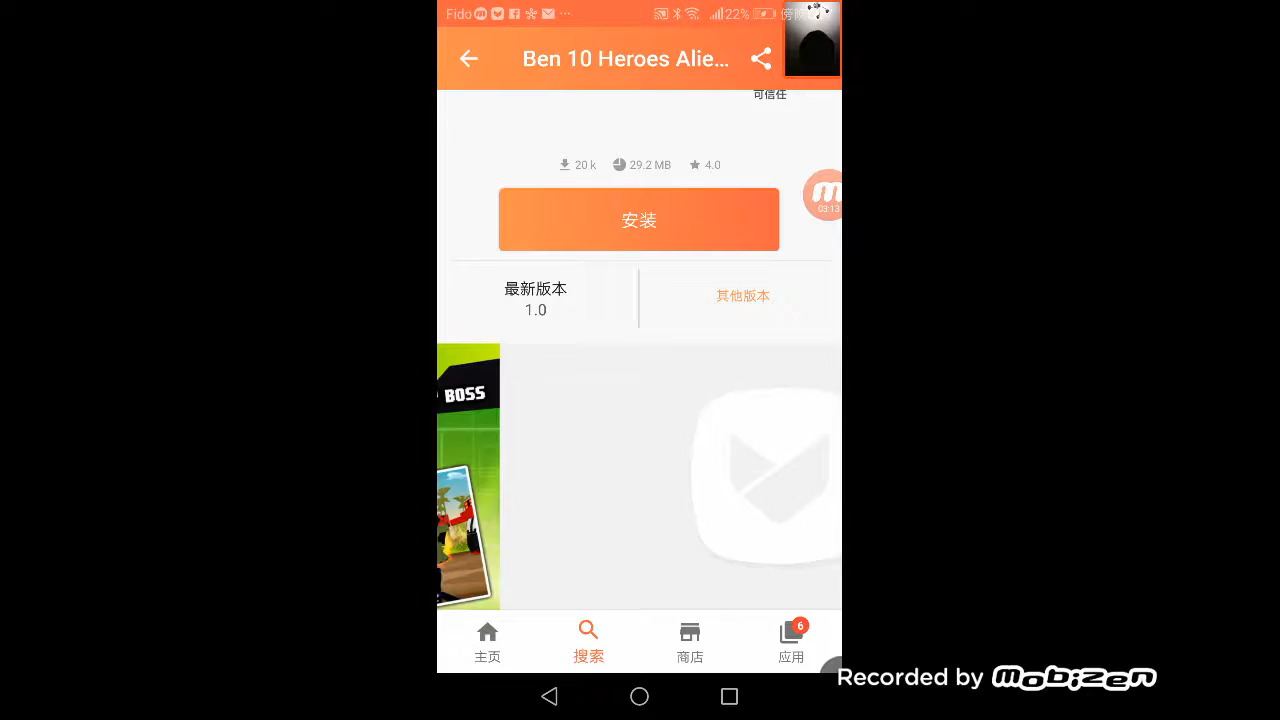 Fido 22%
Ben 10 Heroes Alie...
可信任
20 k 29.2 MB 4.0
03:13
安装
最新版本
1.0
其他版本
BOSS
6
主页 搜索 商店 应用
Recorded by mobizen